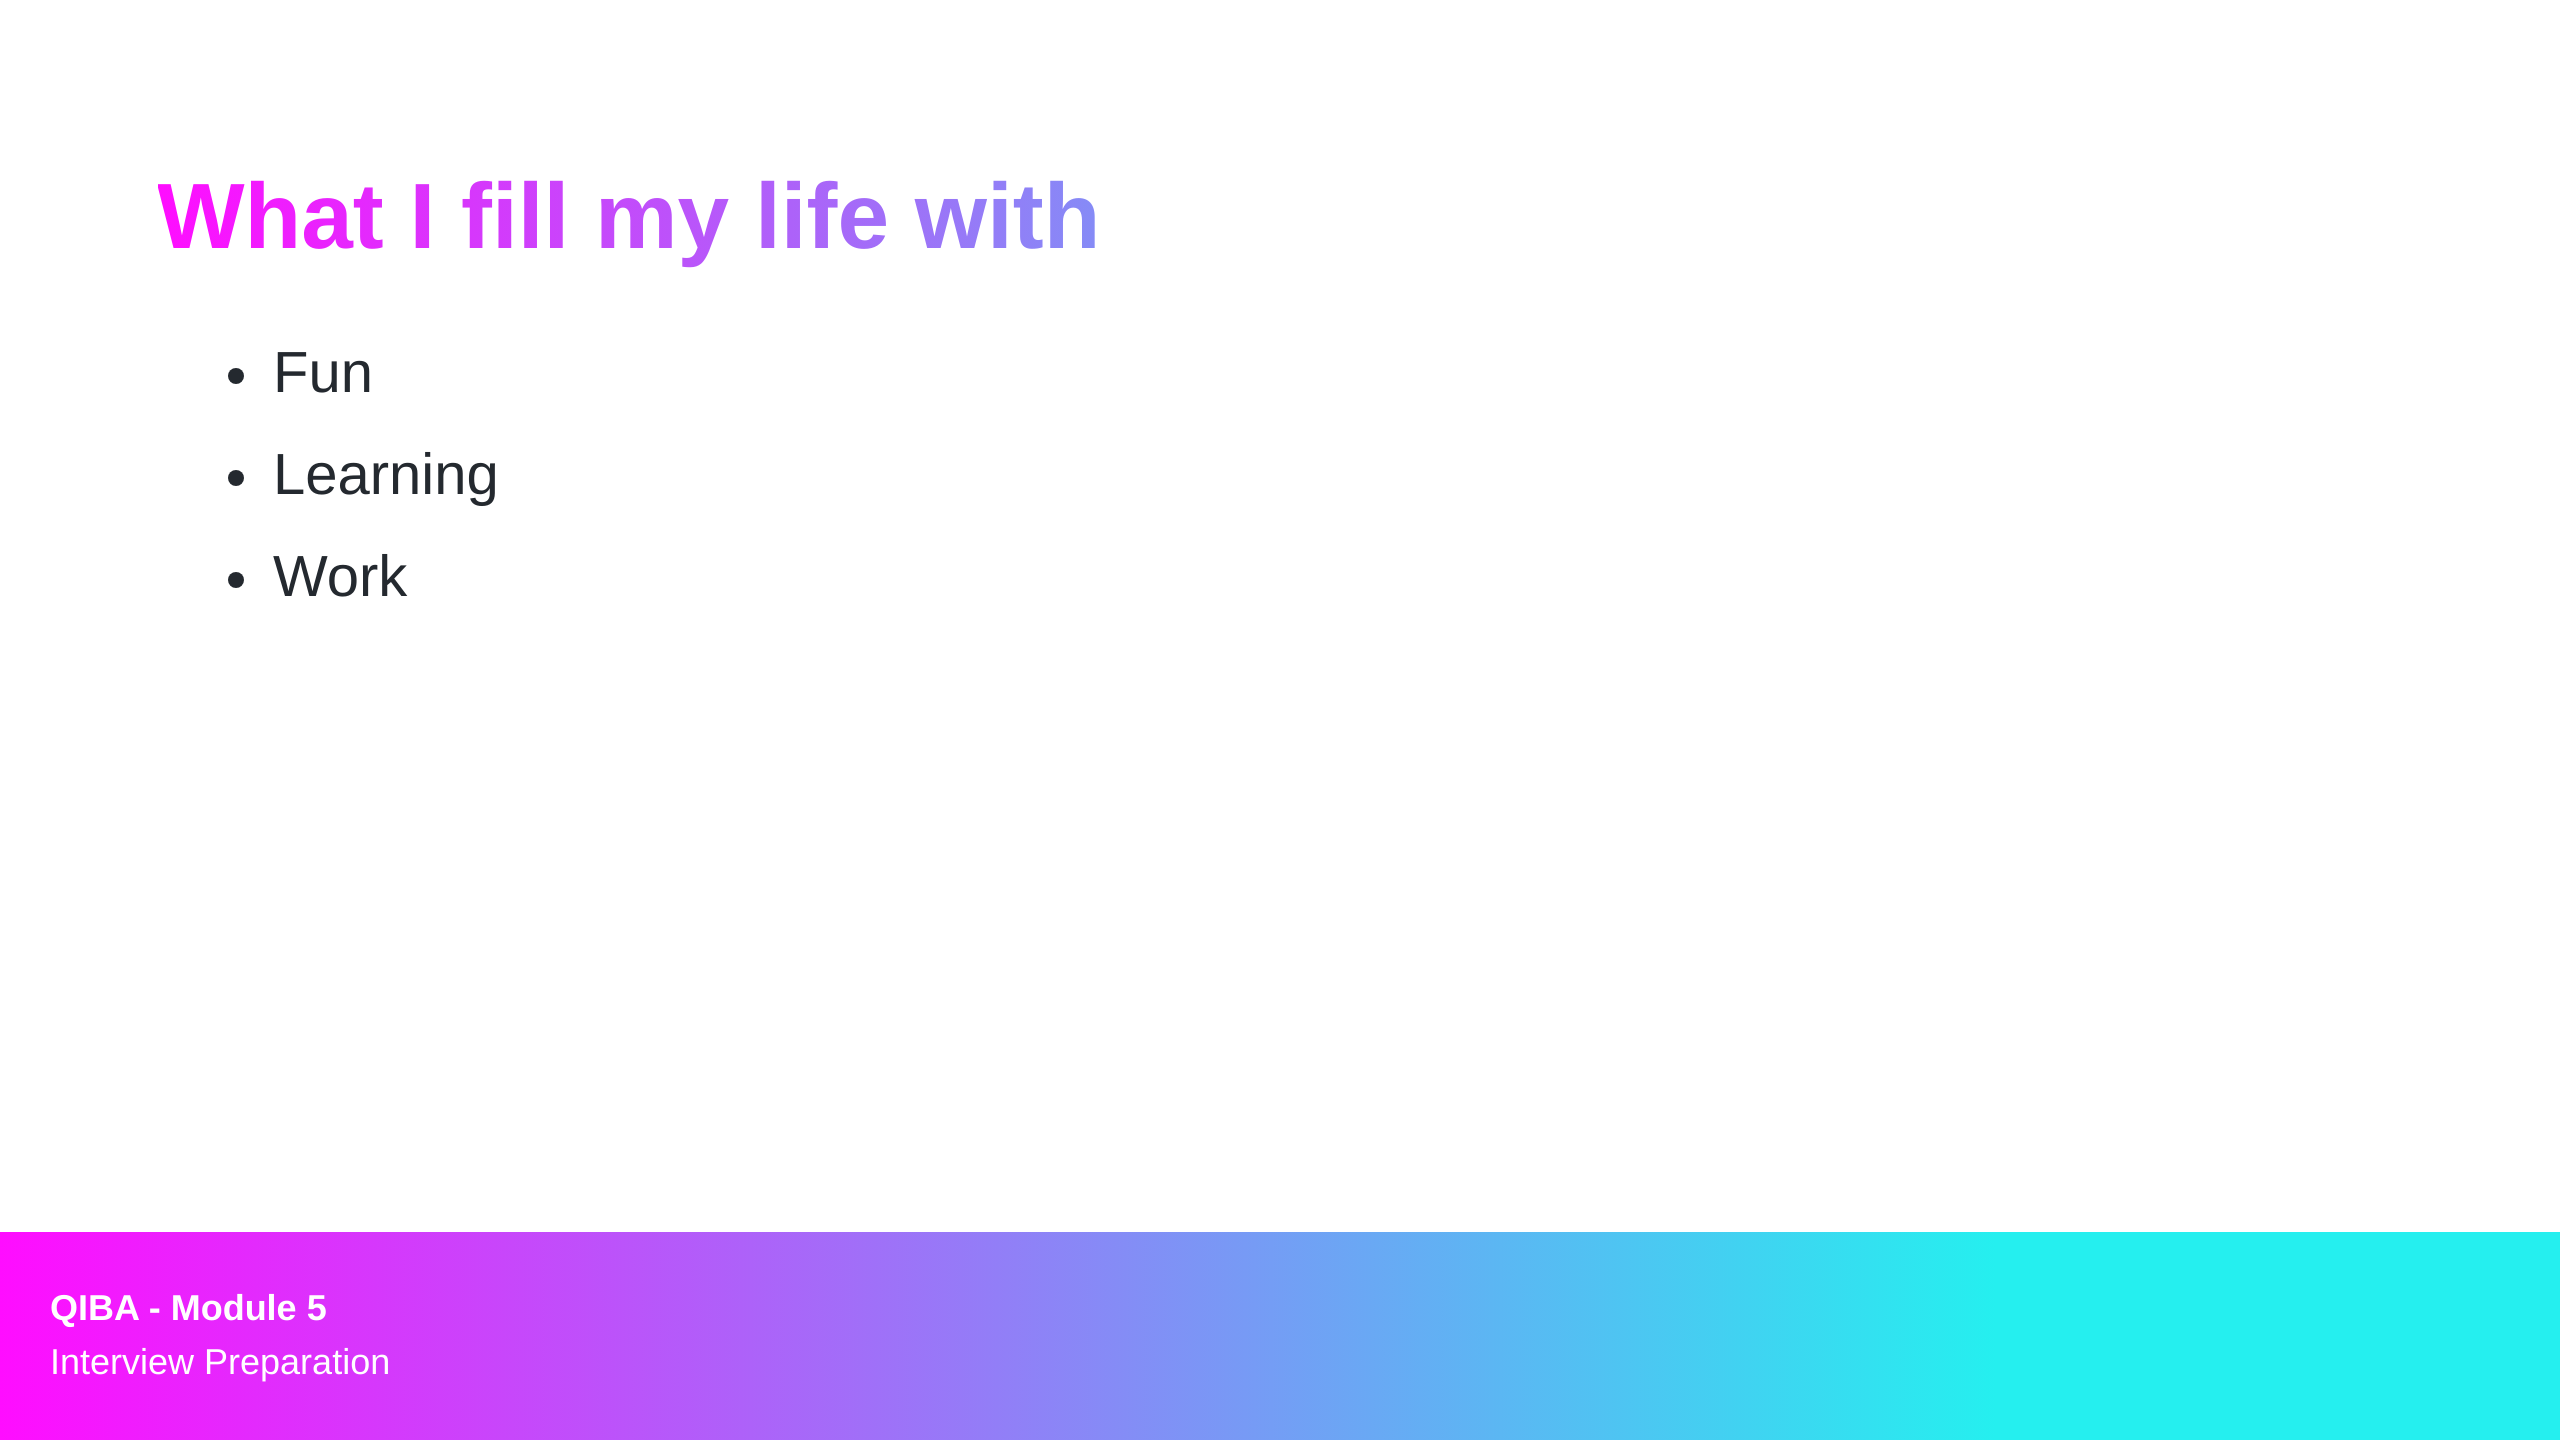 What I fill my life with
Fun
Learning
Work
QIBA - Module 5
Interview Preparation